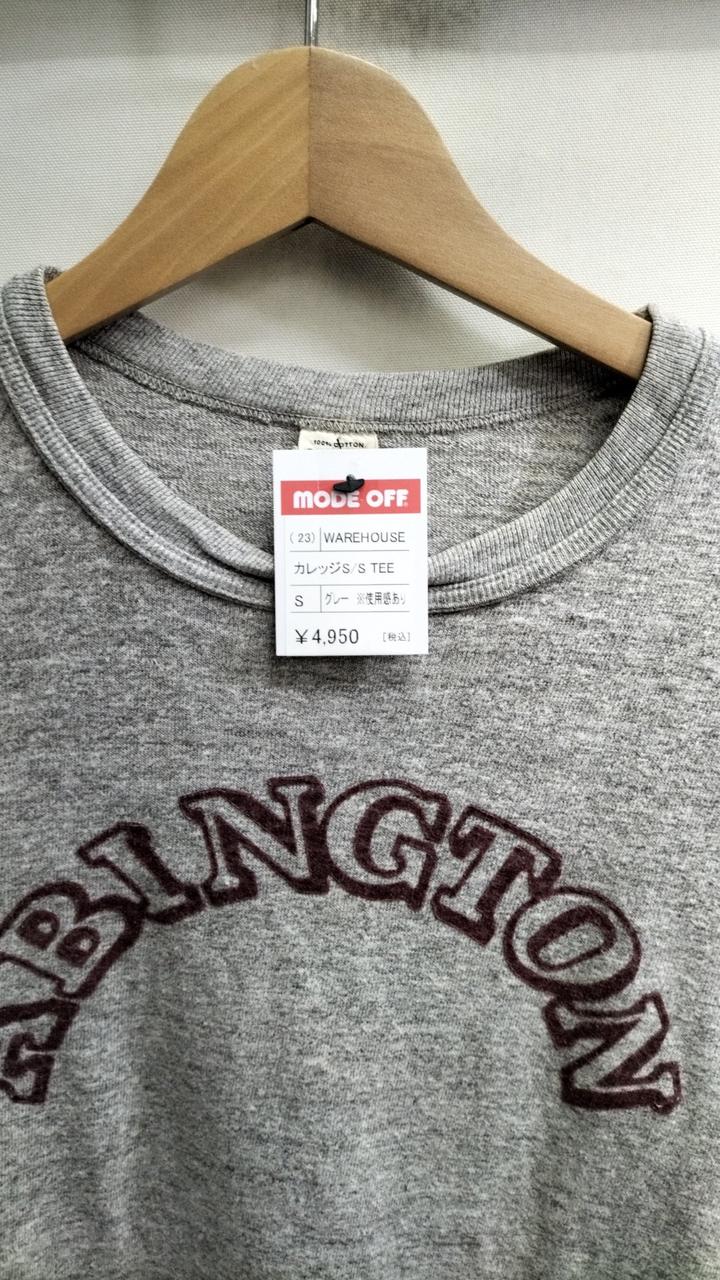 100% COTTON
MODE OFF
(23) WAREHOUSE
カレッジS/S TEE
S グレー ※使用感あり
￥4,950 [税込]
ABINGTON